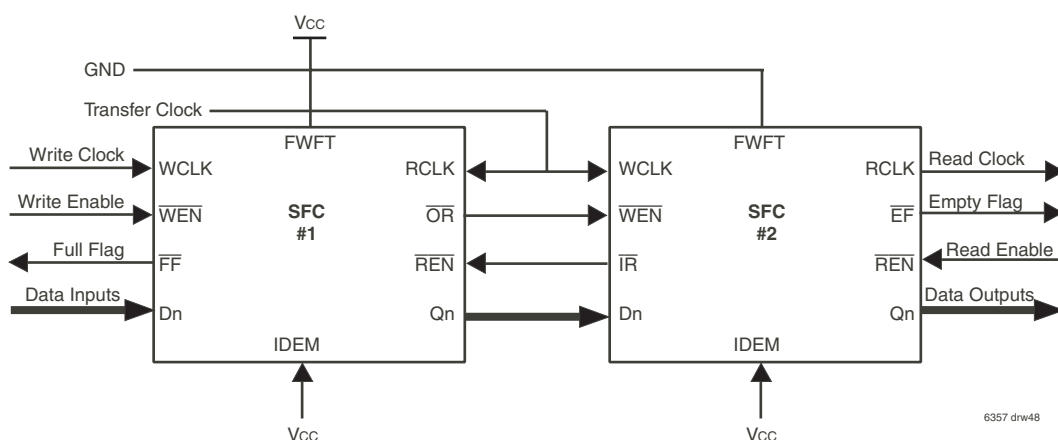 VCC
GND
Transfer Clock
FWFT
FWFT
Write Clock
WCLK
RCLK
WCLK
RCLK
Read Clock
Write Enable
WEN
SFC
#1
OR
WEN
SFC
#2
EF
Empty Flag
Full Flag
FF
REN
IR
REN
Read Enable
Data Inputs
Dn
Qn
Dn
Qn
Data Outputs
IDEM
IDEM
VCC
VCC
6357 drw48